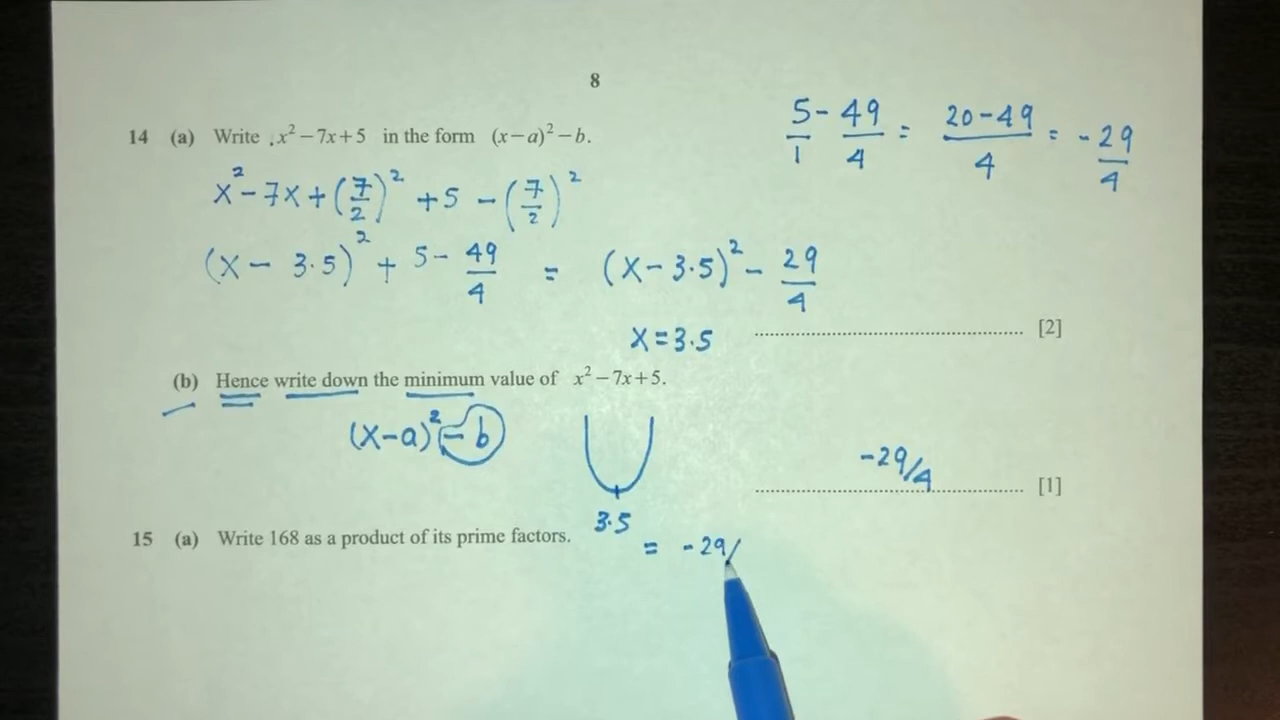 8
14 (a) Write x² – 7x + 5 in the form (x – a)² – b.
5/1 - 49/4 = 20-49/4 = -29/4
x² - 7x + (7/2)² + 5 - (7/2)²
(x - 3.5)² + 5 - 49/4 = (x - 3.5)² - 29/4
x = 3.5 [2]
(b) Hence write down the minimum value of x² – 7x + 5.
(x-a)² - b
-29/4 [1]
3.5
15 (a) Write 168 as a product of its prime factors.
= -29/